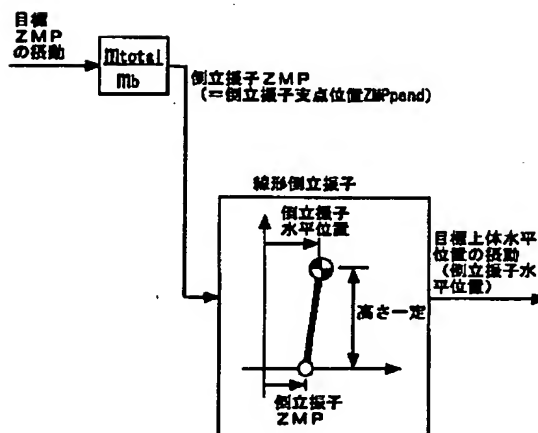 目標
ZMP
の摂動
mtotal
mb
倒立振子ZMP
(=倒立振子支点位置ZMPpend)
線形倒立振子
倒立振子
水平位置
目標上体水平
位置の摂動
(倒立振子水
平位置)
高さ一定
倒立振子
ZMP